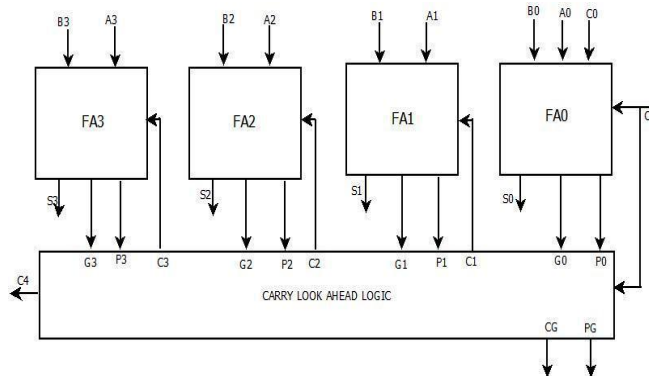 B3 A3 B2 A2 B1 A1 B0 A0 C0
FA3 FA2 FA1 FA0
C
S3 S2 S1 S0
G3 P3 C3 G2 P2 C2 G1 P1 C1 G0 P0
C4
CARRY LOOK AHEAD LOGIC
CG PG